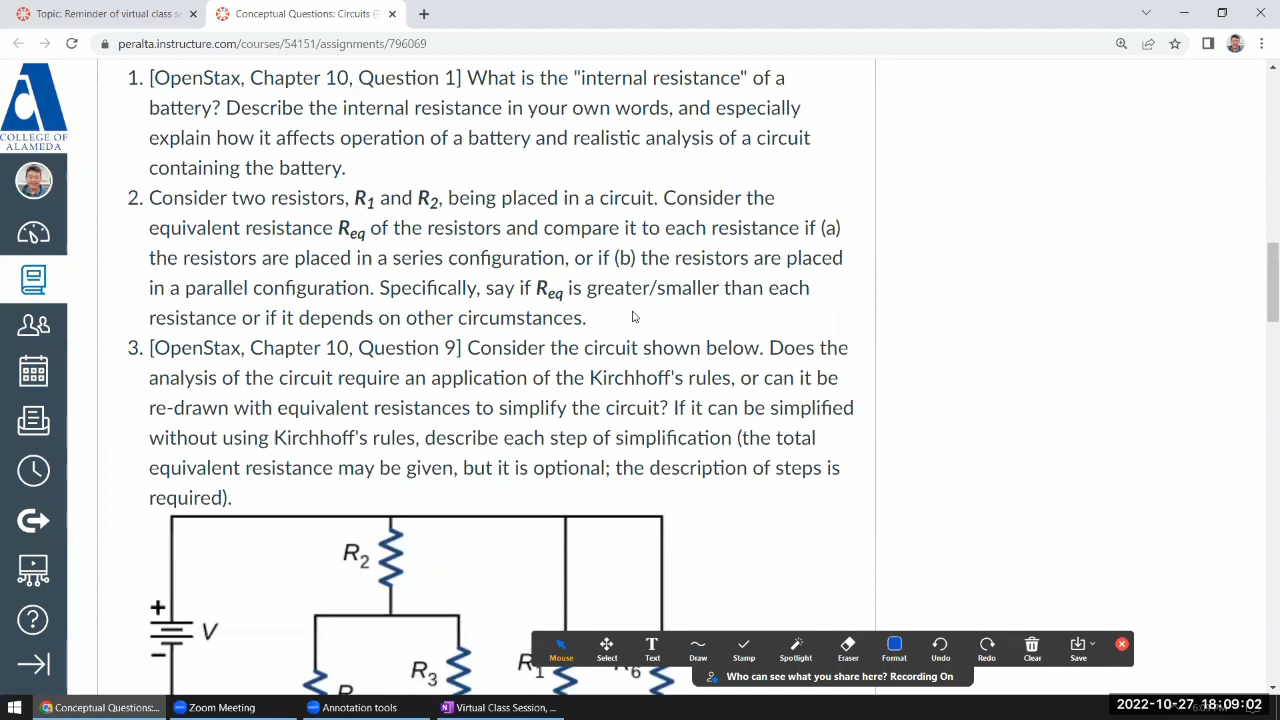 Topic: Reminder of virtual class s
Conceptual Questions: Circuits (P
peralta.instructure.com/courses/54151/assignments/796069
COLLEGE OF
ALAMEDA
1. [OpenStax, Chapter 10, Question 1] What is the "internal resistance" of a
battery? Describe the internal resistance in your own words, and especially
explain how it affects operation of a battery and realistic analysis of a circuit
containing the battery.
2. Consider two resistors, R1 and R2, being placed in a circuit. Consider the
equivalent resistance Req of the resistors and compare it to each resistance if (a)
the resistors are placed in a series configuration, or if (b) the resistors are placed
in a parallel configuration. Specifically, say if Req is greater/smaller than each
resistance or if it depends on other circumstances.
3. [OpenStax, Chapter 10, Question 9] Consider the circuit shown below. Does the
analysis of the circuit require an application of the Kirchhoff's rules, or can it be
re-drawn with equivalent resistances to simplify the circuit? If it can be simplified
without using Kirchhoff's rules, describe each step of simplification (the total
equivalent resistance may be given, but it is optional; the description of steps is
required).
R2
+
V
−
R3
R1
Mouse Select Text Draw Stamp Spotlight Eraser Format Undo Redo Clear Save
Who can see what you share here? Recording On
Conceptual Questions:...
Zoom Meeting
Annotation tools
Virtual Class Session, ...
2022-10-27 18:09:02